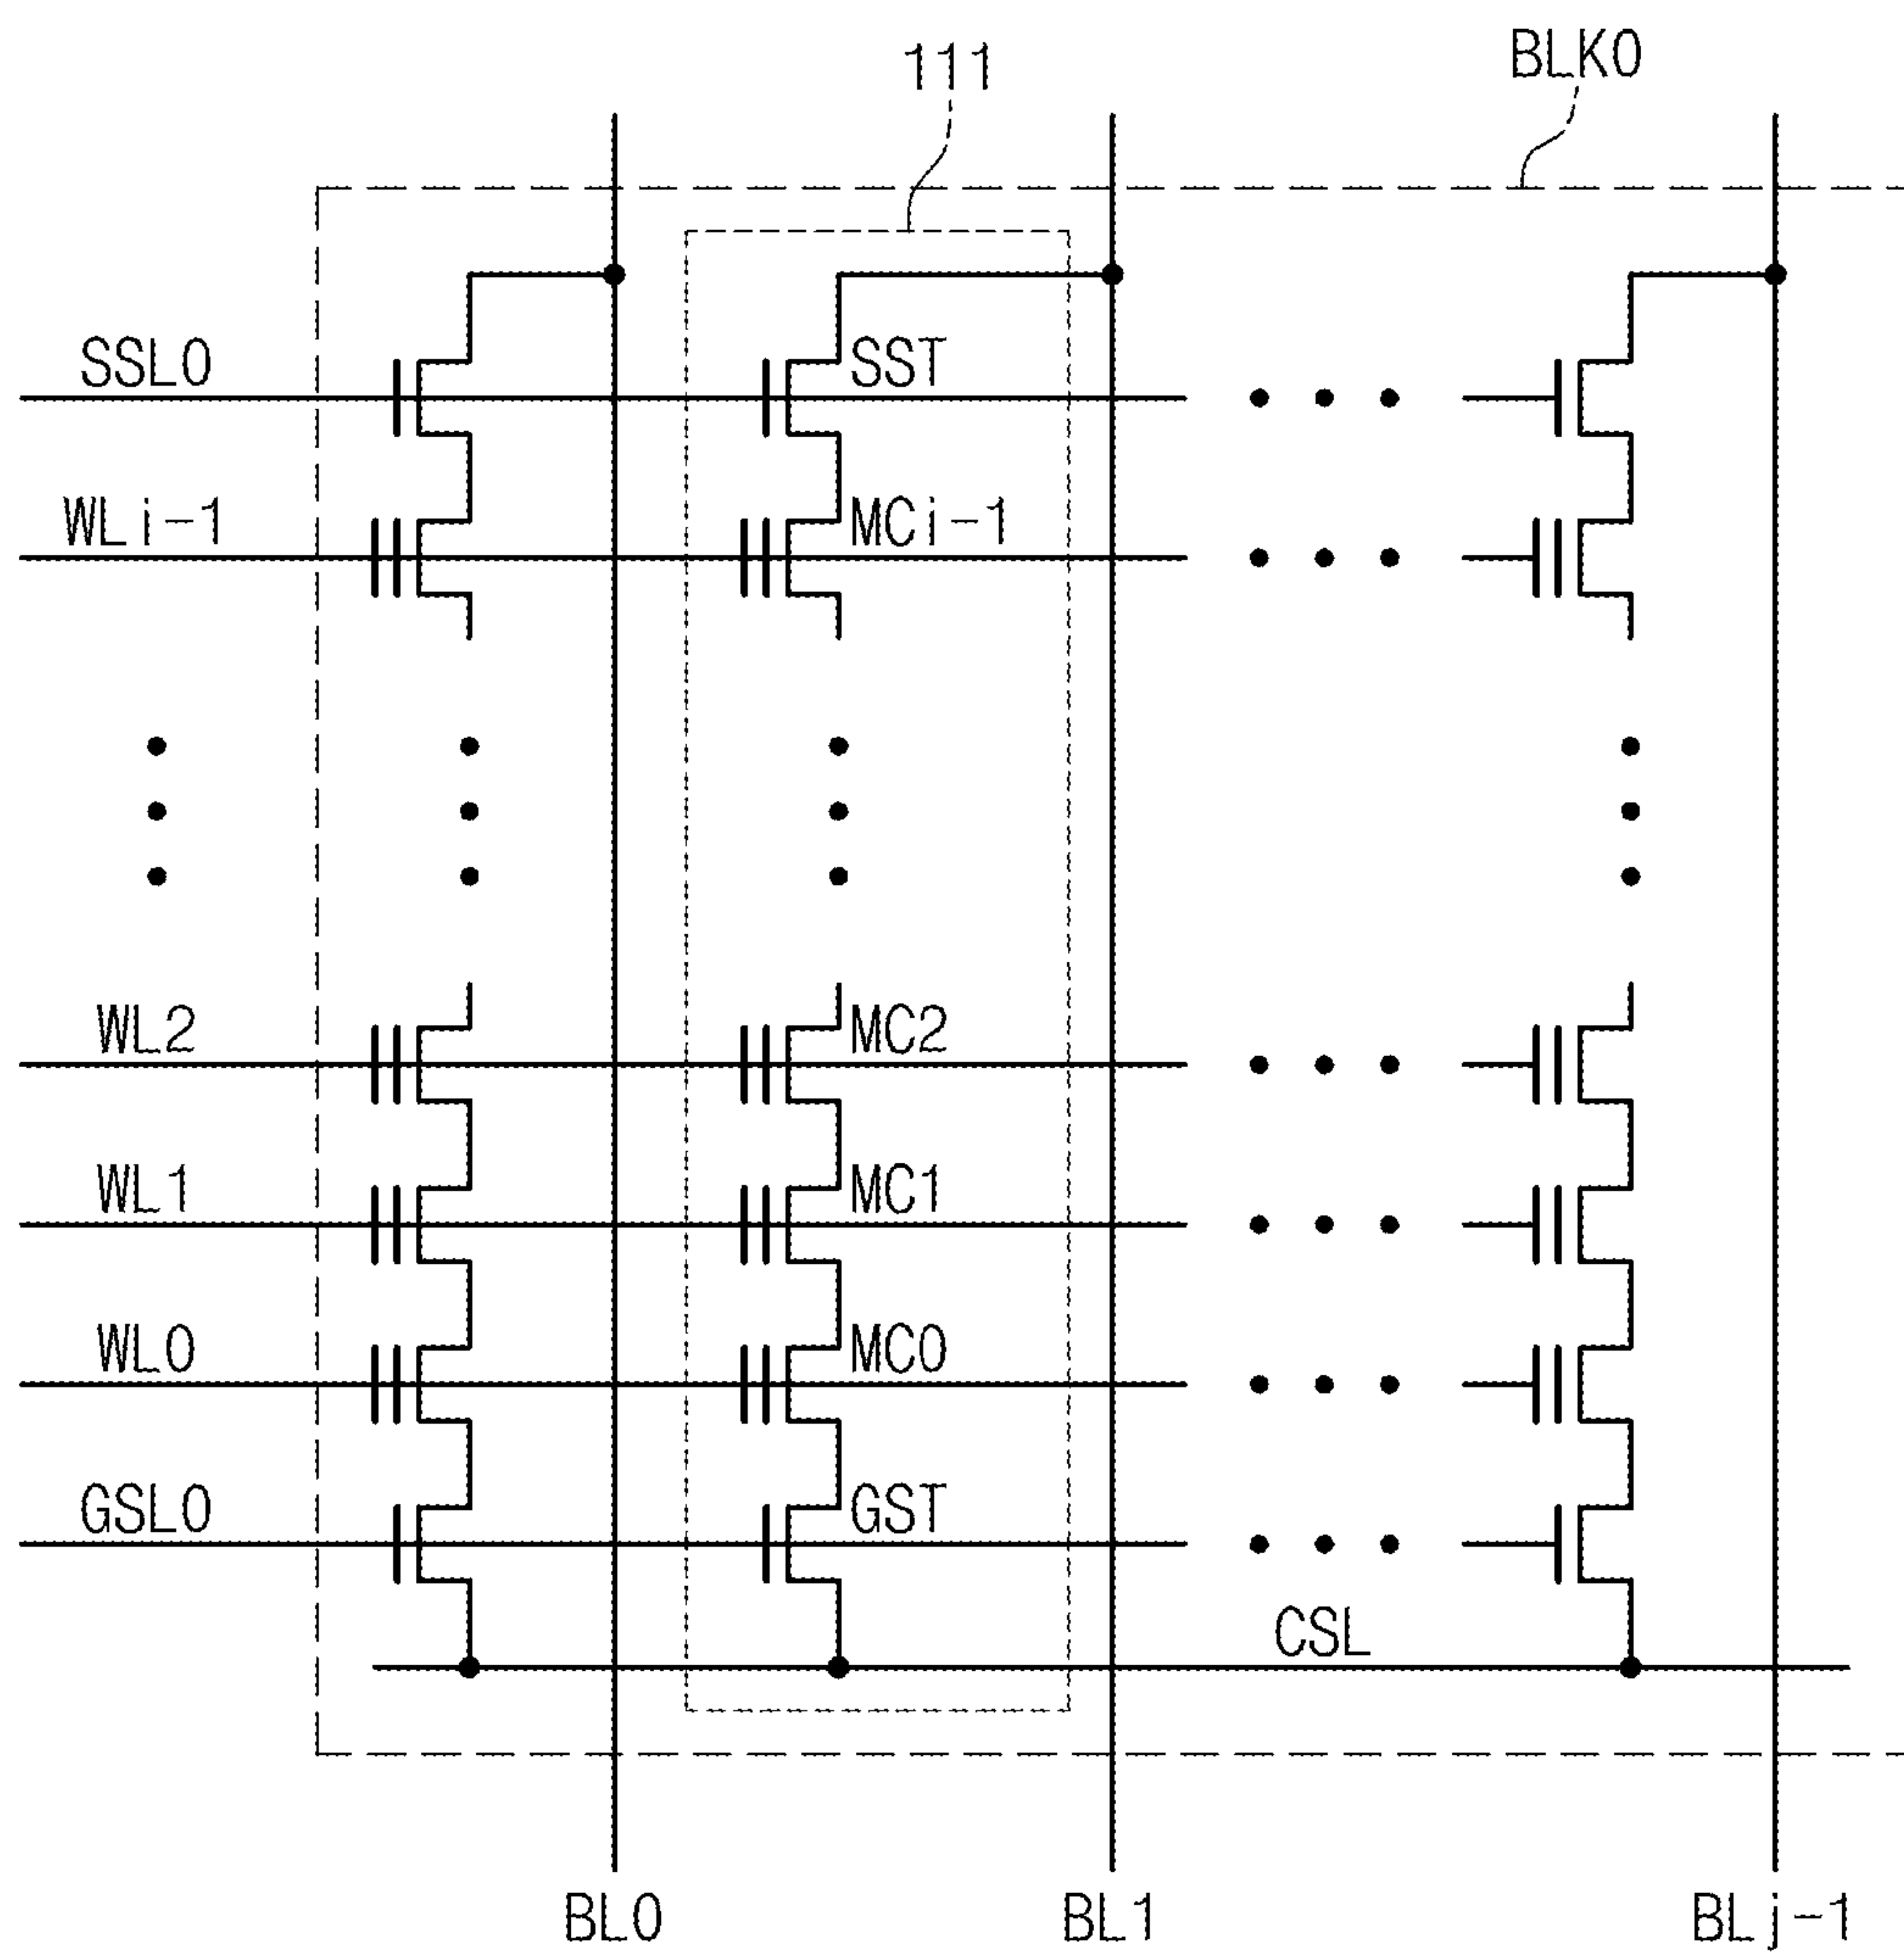 111
BLK0
SSL0
SST
WLi-1
MCi-1
WL2
MC2
WL1
MC1
WL0
MC0
GSL0
GST
CSL
BL0
BL1
BLj-1